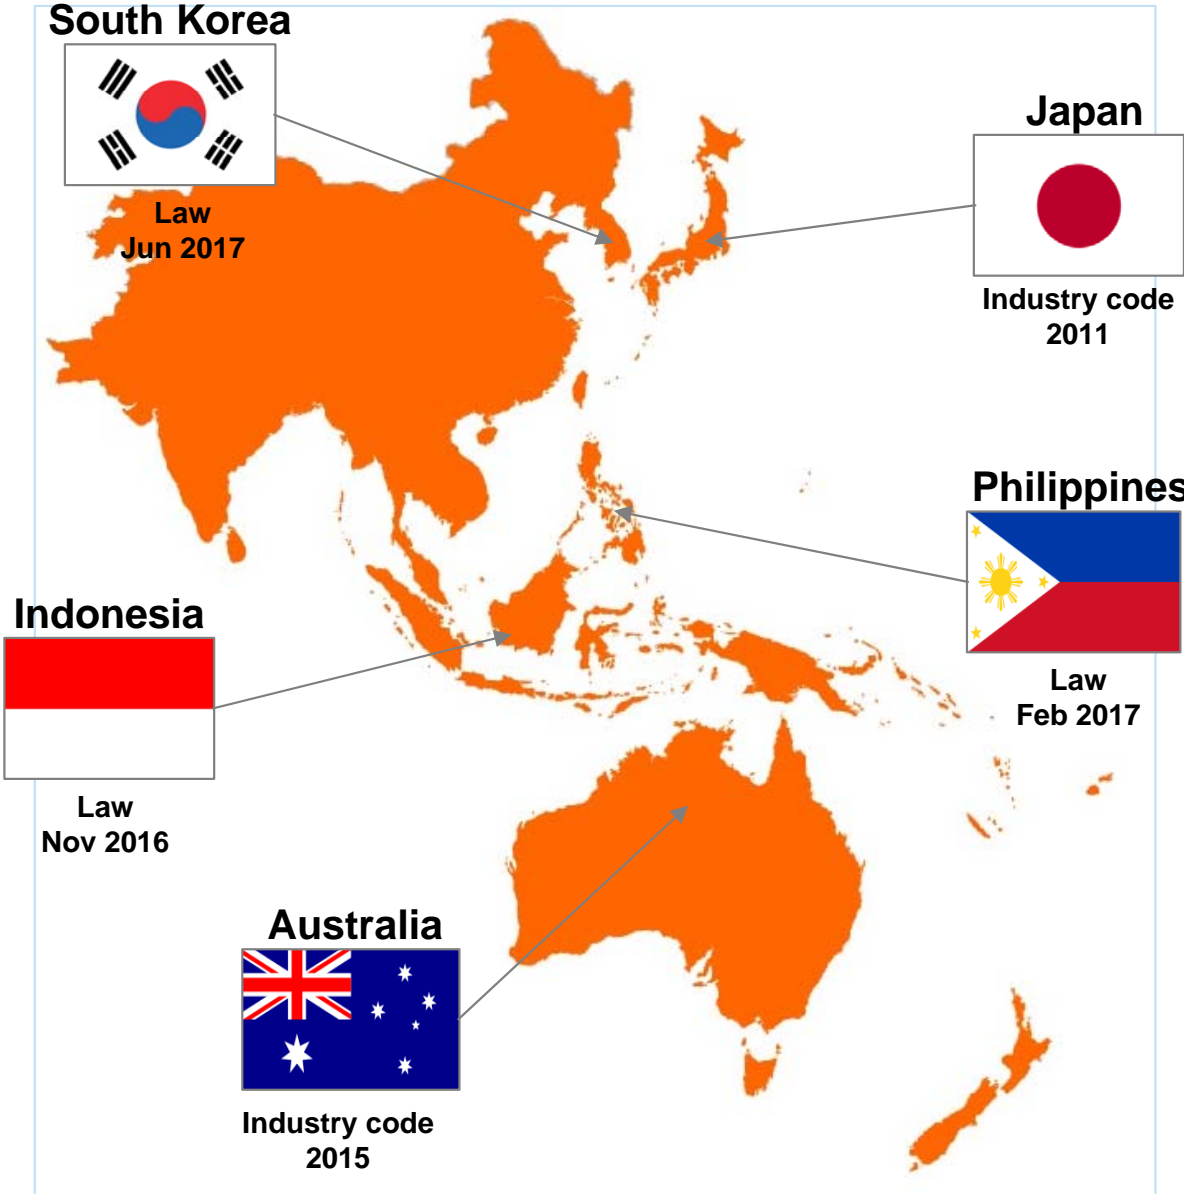 South Korea
Law
Jun 2017
Japan
Industry code
2011
Philippines
Law
Feb 2017
Indonesia
Law
Nov 2016
Australia
Industry code
2015